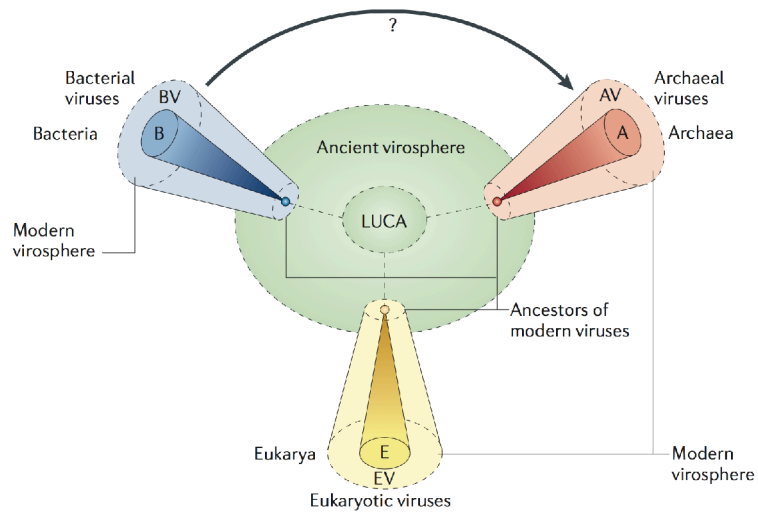 ?
Bacterial
viruses
BV
Bacteria
B
Archaeal
viruses
AV
A
Archaea
Ancient virosphere
LUCA
Modern
virosphere
Ancestors of
modern viruses
Eukarya
E
EV
Eukaryotic viruses
Modern
virosphere